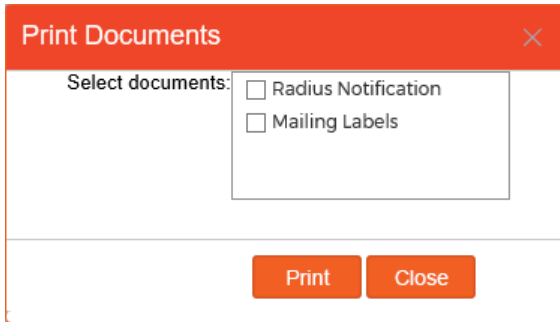 Print Documents
Select documents:
Radius Notification
Mailing Labels
Print
Close